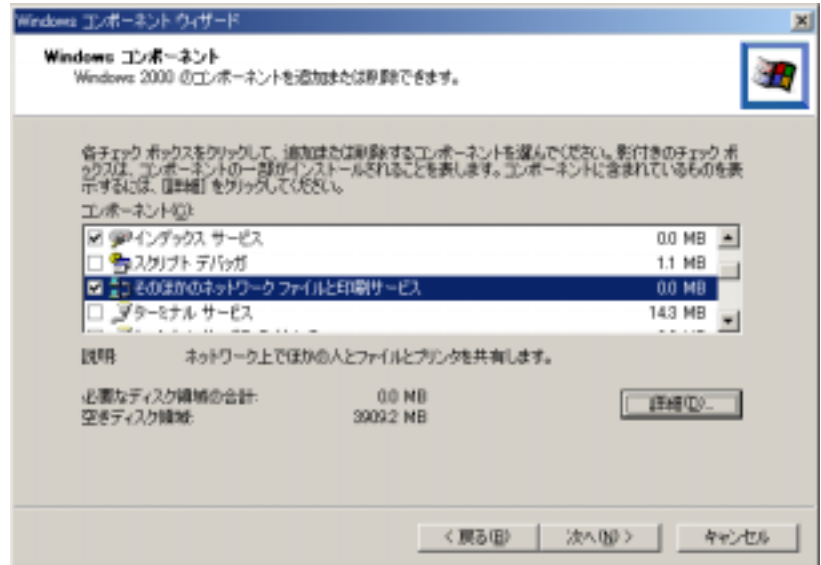 Windows コンポーネント ウィザード
Windows コンポーネント
Windows 2000 のコンポーネントを追加または削除できます。
各チェック ボックスをクリックして、追加または削除するコンポーネントを選んでください。影付きのチェック ボ
ックスは、コンポーネントの一部がインストールされることを表します。コンポーネントに含まれているものを表
示するには、[詳細] をクリックしてください。
コンポーネント(C):
インデックス サービス 0.0 MB
スクリプト デバッガ 1.1 MB
そのほかのネットワーク ファイルと印刷サービス 0.0 MB
ターミナル サービス 14.3 MB
説明: ネットワーク上でほかの人とファイルとプリンタを共有します。
必要なディスク領域の合計: 0.0 MB
空きディスク領域: 3909.2 MB
詳細(D)...
< 戻る(B)
次へ(N) >
キャンセル